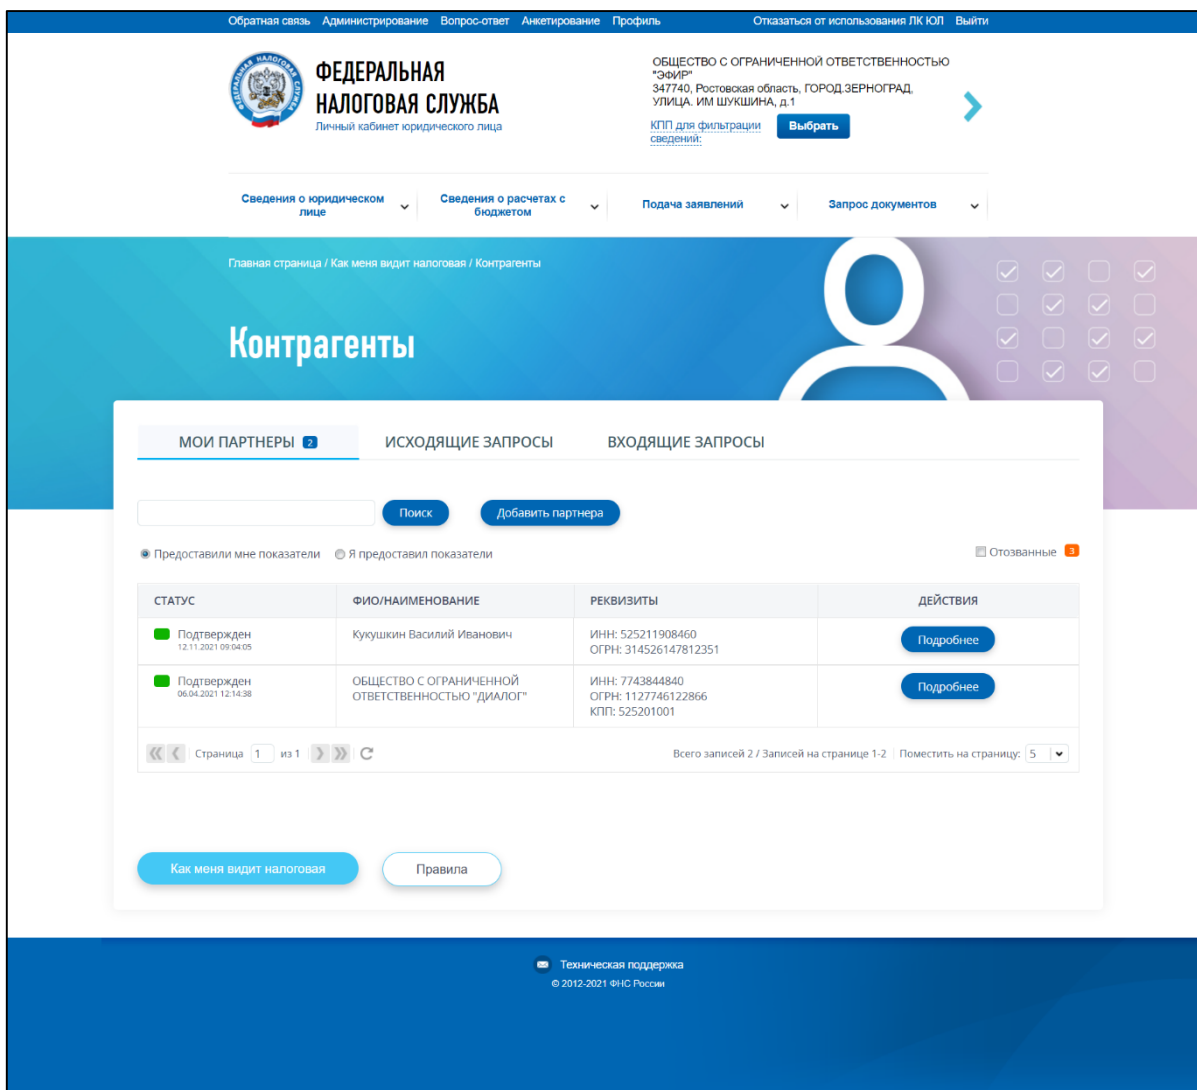 Обратная связь Администрирование Вопрос-ответ Анкетирование Профиль Отказаться от использования ЛК ЮЛ Выйти
ФЕДЕРАЛЬНАЯ НАЛОГОВАЯ СЛУЖБА
ФЕДЕРАЛЬНАЯ
НАЛОГОВАЯ СЛУЖБА
Личный кабинет юридического лица
ОБЩЕСТВО С ОГРАНИЧЕННОЙ ОТВЕТСТВЕННОСТЬЮ
"ЭФИР"
347740, Ростовская область, ГОРОД.ЗЕРНОГРАД,
УЛИЦА. ИМ ШУКШИНА, д.1
КПП для фильтрации
сведений:
Выбрать
Сведения о юридическом
лице
Сведения о расчетах с
бюджетом
Подача заявлений
Запрос документов
Главная страница / Как меня видит налоговая / Контрагенты
Контрагенты
МОИ ПАРТНЕРЫ 2 ИСХОДЯЩИЕ ЗАПРОСЫ ВХОДЯЩИЕ ЗАПРОСЫ
Поиск Добавить партнера
Предоставили мне показатели Я предоставил показатели Отозванные 3
СТАТУС ФИО/НАИМЕНОВАНИЕ РЕКВИЗИТЫ ДЕЙСТВИЯ
Подтвержден
12.11.2021 09:04:05
Кукушкин Василий Иванович
ИНН: 525211908460
ОГРН: 314526147812351
Подробнее
Подтвержден
06.04.2021 12:14:38
ОБЩЕСТВО С ОГРАНИЧЕННОЙ
ОТВЕТСТВЕННОСТЬЮ "ДИАЛОГ"
ИНН: 7743844840
ОГРН: 1127746122866
КПП: 525201001
Подробнее
Страница 1 из 1 Всего записей 2 / Записей на странице 1-2 Поместить на страницу: 5
Как меня видит налоговая Правила
Техническая поддержка
© 2012-2021 ФНС России